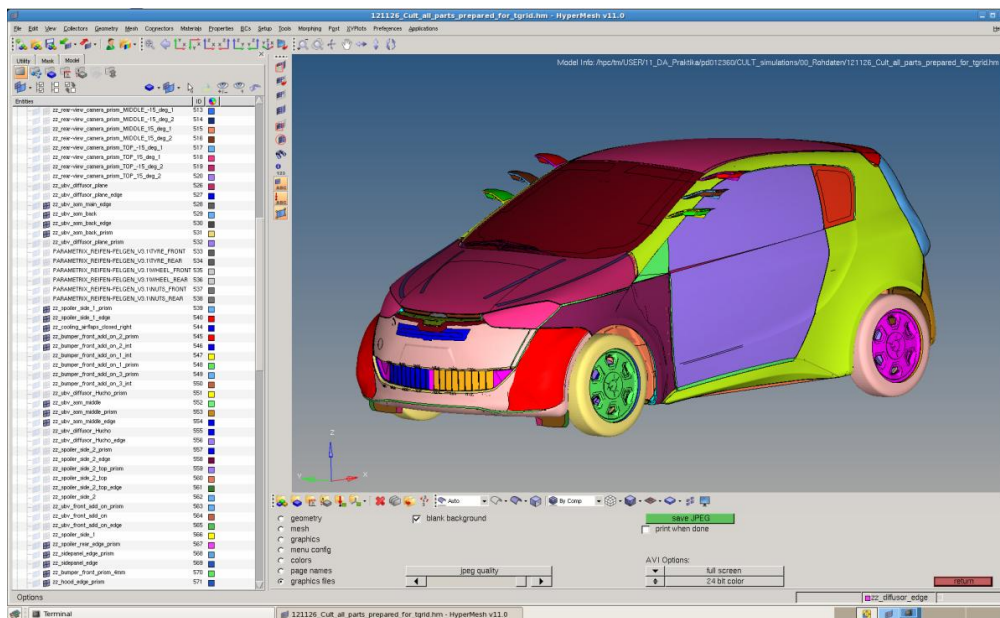 121126_Cult_all_parts_prepared_for_tgrid.hm - HyperMesh v11.0
File Edit View Collectors Geometry Mesh Connectors Materials Properties BCs Setup Tools Morphing Post XYPlots Preferences Applications
Utility Mask Model
Model Info: /hpc/tm/USER/11_DA_Praktika/pd012360/CULT_simulations/00_Rohdaten/121126_Cult_all_parts_prepared_for_tgrid.hm
Entities ID
zz_rear-view_camera_prism_MIDDLE_-15_deg_1 513
zz_rear-view_camera_prism_MIDDLE_-15_deg_2 514
zz_rear-view_camera_prism_MIDDLE_15_deg_1 515
zz_rear-view_camera_prism_MIDDLE_15_deg_2 516
zz_rear-view_camera_prism_TOP_-15_deg_1 517
zz_rear-view_camera_prism_TOP_15_deg_1 518
zz_rear-view_camera_prism_TOP_-15_deg_2 519
zz_rear-view_camera_prism_TOP_15_deg_2 520
zz_ubv_diffusor_plane 526
zz_ubv_diffusor_plane_edge 527
zz_ubv_som_main_edge 528
zz_ubv_som_back 529
zz_ubv_som_back_edge 530
zz_ubv_som_back_prism 531
zz_ubv_diffusor_plane_prism 532
PARAMETRIX_REIFEN-FELGEN_V3.1\TYRE_FRONT 533
PARAMETRIX_REIFEN-FELGEN_V3.1\TYRE_REAR 534
PARAMETRIX_REIFEN-FELGEN_V3.1\WHEEL_FRONT 535
PARAMETRIX_REIFEN-FELGEN_V3.1\WHEEL_REAR 536
PARAMETRIX_REIFEN-FELGEN_V3.1\NUTS_FRONT 537
PARAMETRIX_REIFEN-FELGEN_V3.1\NUTS_REAR 538
zz_spoiler_side_1_prism 539
zz_spoiler_side_1_edge 540
zz_cooling_airflaps_closed_right 544
zz_bumper_front_add_on_2_prism 545
zz_bumper_front_add_on_2_int 546
zz_bumper_front_add_on_1_int 547
zz_bumper_front_add_on_1_prism 548
zz_bumper_front_add_on_3_prism 549
zz_bumper_front_add_on_3_int 550
zz_ubv_diffusor_Hucho_prism 551
zz_ubv_som_middle 552
zz_ubv_som_middle_prism 553
zz_ubv_som_middle_edge 554
zz_ubv_diffusor_Hucho 555
zz_ubv_diffusor_Hucho_edge 556
zz_spoiler_side_2_prism 557
zz_spoiler_side_2_edge 558
zz_spoiler_side_2_top_prism 559
zz_spoiler_side_2_top 560
zz_spoiler_side_2_top_edge 561
zz_spoiler_side_2 562
zz_ubv_front_add_on_prism 563
zz_ubv_front_add_on 564
zz_ubv_front_add_on_edge 565
zz_spoiler_side_1 566
zz_spoiler_rear_edge_prism 567
zz_sidepanel_edge_prism 568
zz_sidepanel_edge 569
zz_bumper_front_prism_4mm 570
zz_hood_edge_prism 571
Z
Y X
Auto By Comp
geometry blank background save JPEG
mesh print when done
graphics
menu config
colors AVI Options:
page names jpeg quality full screen
graphics files 24 bit color return
Options zz_diffusor_edge
Terminal 121126_Cult_all_parts_prepared_for_tgrid.hm - HyperMesh v11.0